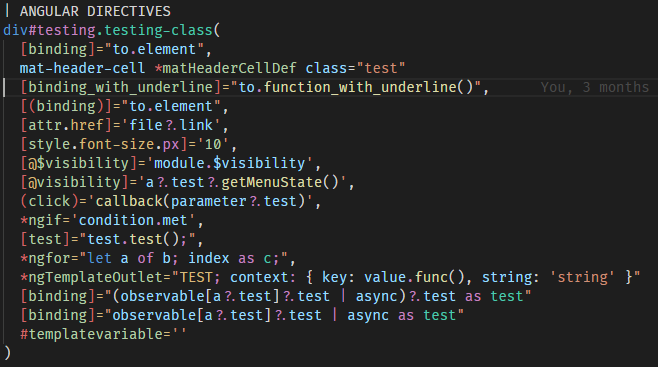 | ANGULAR DIRECTIVES
div#testing.testing-class(
  [binding]="to.element",
  mat-header-cell *matHeaderCellDef class="test"
  [binding_with_underline]="to.function_with_underline()",     You, 3 months
  [(binding)]="to.element",
  [attr.href]='file?.link',
  [style.font-size.px]='10',
  [@$visibility]='module.$visibility',
  [@visibility]='a?.test?.getMenuState()',
  (click)='callback(parameter?.test)',
  *ngif='condition.met',
  [test]="test.test();",
  *ngfor="let a of b; index as c;",
  *ngTemplateOutlet="TEST; context: { key: value.func(), string: 'string' }"
  [binding]="(observable[a?.test]?.test | async)?.test as test"
  [binding]="observable[a?.test]?.test | async as test"
  #templatevariable=''
)